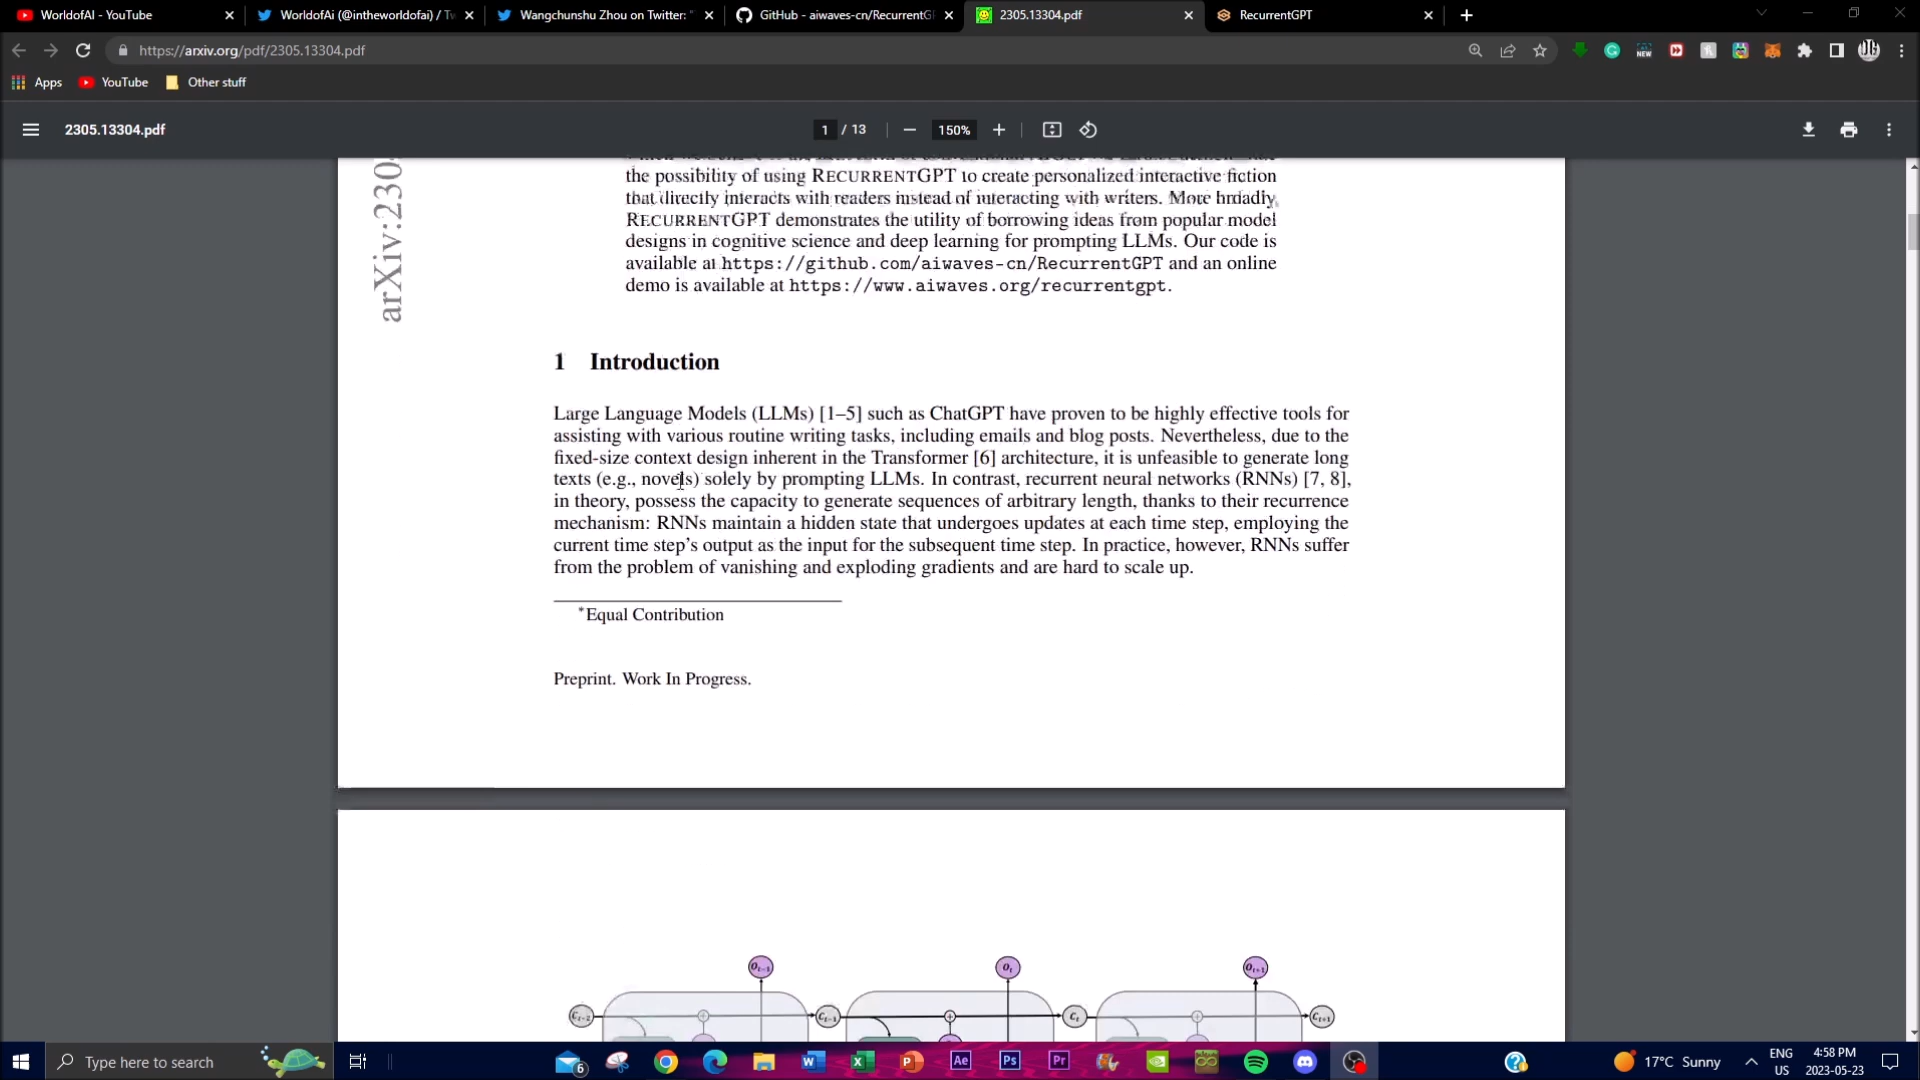 WorldofAI - YouTube
WorldofAi (@intheworldofai) / Tw
Wangchunshu Zhou on Twitter: "
GitHub - aiwaves-cn/RecurrentG
2305.13304.pdf
RecurrentGPT
https://arxiv.org/pdf/2305.13304.pdf
Apps
YouTube
Other stuff
2305.13304.pdf
1 / 13
150%
arXiv:230
the possibility of using RECURRENTGPT to create personalized interactive fiction
that directly interacts with readers instead of interacting with writers. More broadly,
RECURRENTGPT demonstrates the utility of borrowing ideas from popular model
designs in cognitive science and deep learning for prompting LLMs. Our code is
available at https://github.com/aiwaves-cn/RecurrentGPT and an online
demo is available at https://www.aiwaves.org/recurrentgpt.
1 Introduction
Large Language Models (LLMs) [1–5] such as ChatGPT have proven to be highly effective tools for
assisting with various routine writing tasks, including emails and blog posts. Nevertheless, due to the
fixed-size context design inherent in the Transformer [6] architecture, it is unfeasible to generate long
texts (e.g., novels) solely by prompting LLMs. In contrast, recurrent neural networks (RNNs) [7, 8],
in theory, possess the capacity to generate sequences of arbitrary length, thanks to their recurrence
mechanism: RNNs maintain a hidden state that undergoes updates at each time step, employing the
current time step's output as the input for the subsequent time step. In practice, however, RNNs suffer
from the problem of vanishing and exploding gradients and are hard to scale up.
*Equal Contribution
Preprint. Work In Progress.
O t-1
O t
O t+1
C t-2
C t-1
C t
C t+1
Type here to search
6
17°C Sunny
ENG
US
4:58 PM
2023-05-23